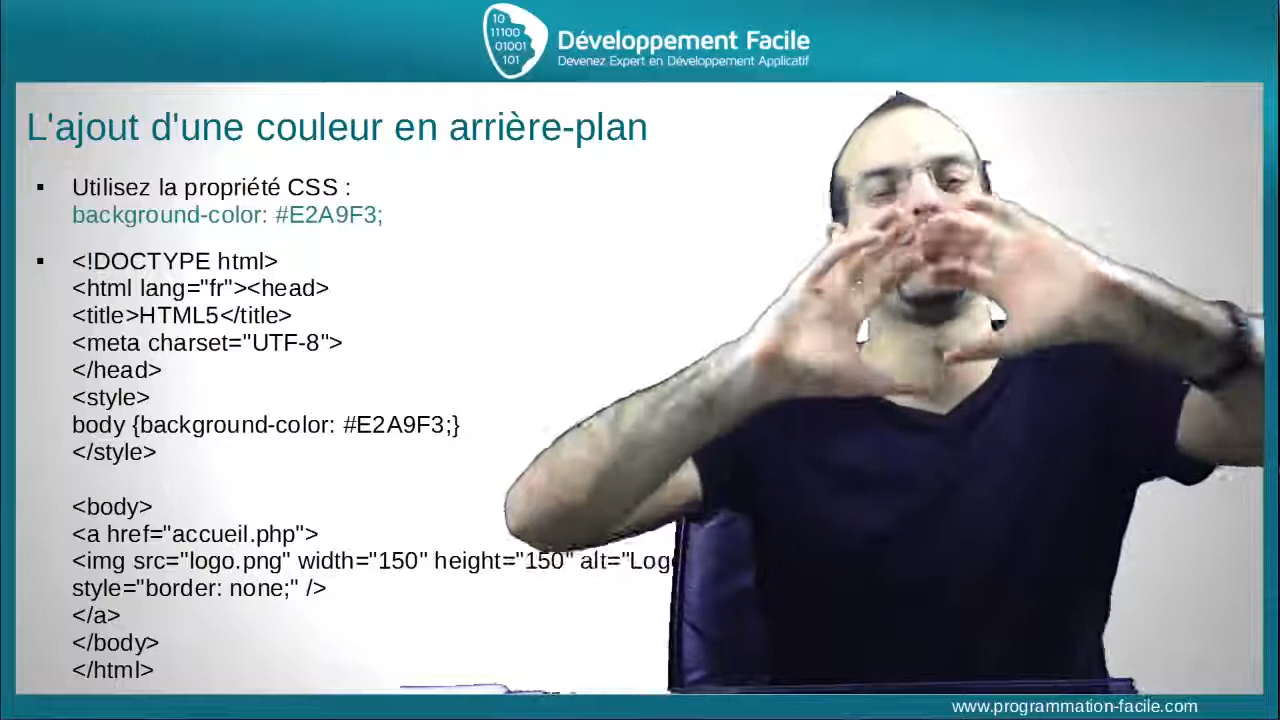 10
11100
01001
101
Développement Facile
Devenez Expert en Développement Applicatif
L'ajout d'une couleur en arrière-plan
▪ Utilisez la propriété CSS :
background-color: #E2A9F3;
▪ <!DOCTYPE html>
<html lang="fr"><head>
<title>HTML5</title>
<meta charset="UTF-8">
</head>
<style>
body {background-color: #E2A9F3;}
</style>
<body>
<a href="accueil.php">
<img src="logo.png" width="150" height="150" alt="Logo
style="border: none;" />
</a>
</body>
</html>
www.programmation-facile.com